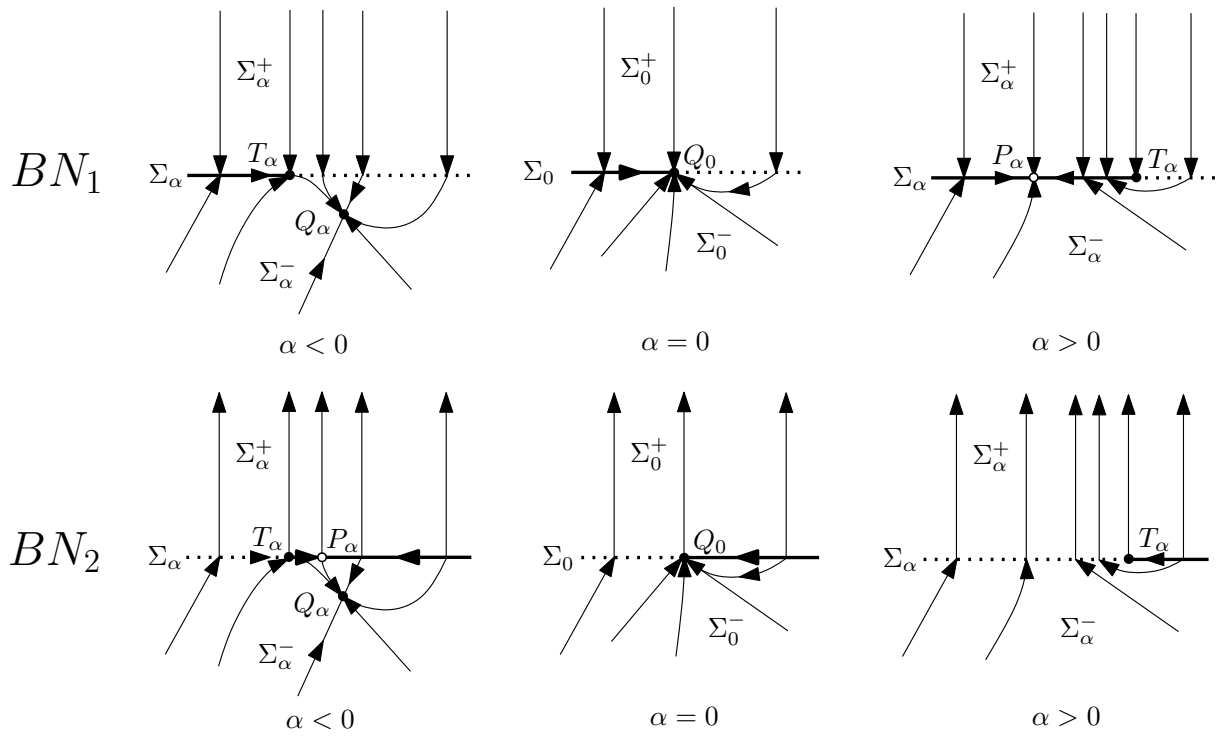 Σ_α^+
Σ_0^+
Σ_α^+
BN_1
Σ_α
T_α
Q_α
Σ_α^-
Σ_0
Q_0
Σ_0^-
Σ_α
P_α
T_α
Σ_α^-
α < 0
α = 0
α > 0
Σ_α^+
Σ_0^+
Σ_α^+
BN_2
Σ_α
T_α
P_α
Q_α
Σ_α^-
Σ_0
Q_0
Σ_0^-
Σ_α
T_α
Σ_α^-
α < 0
α = 0
α > 0